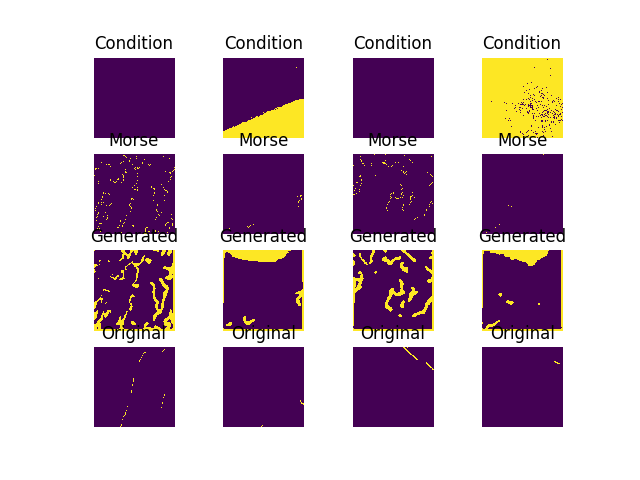 Condition Condition Condition Condition
Morse Morse Morse Morse
Generated Generated Generated Generated
Original Original Original Original